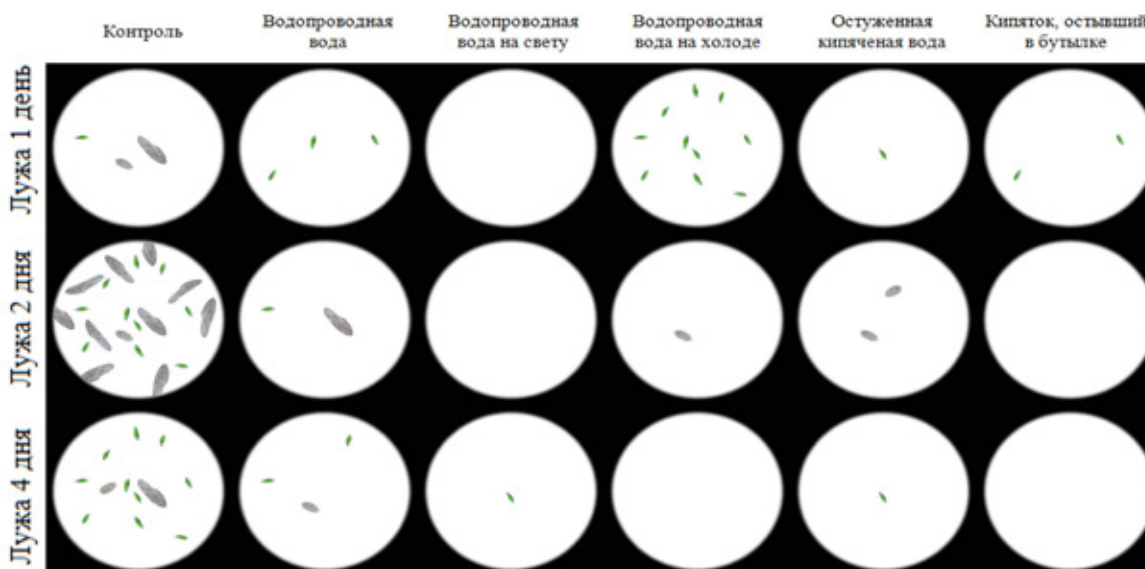 Контроль
Водопроводная
вода
Водопроводная
вода на свету
Водопроводная
вода на холоде
Остуженная
кипяченая вода
Кипяток, остывший
в бутылке
Лужа 1 день
Лужа 2 дня
Лужа 4 дня